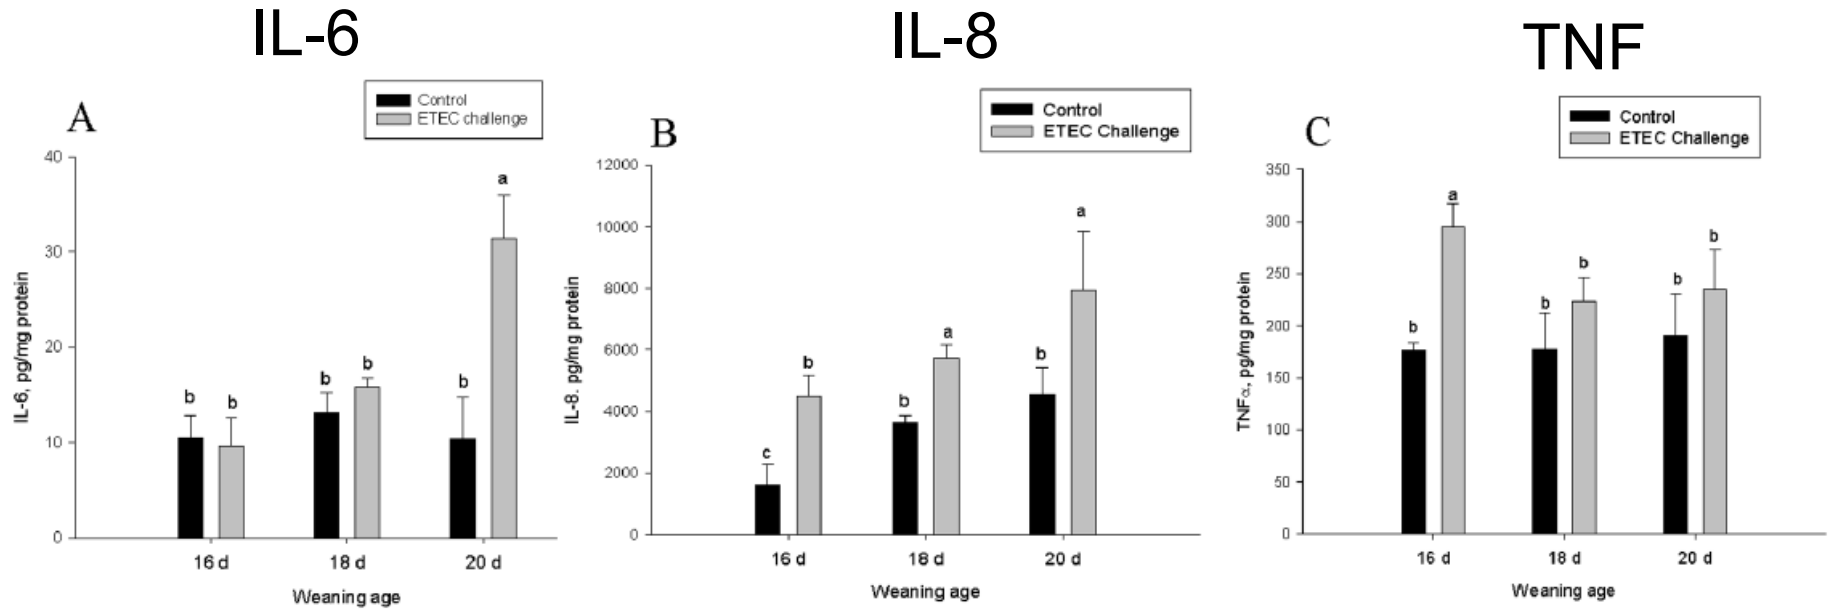 IL-6
IL-8
TNF
A
Control
ETEC challenge
40
30
20
10
0
IL-6, pg/mg protein
b
b
b
b
b
a
16 d
18 d
20 d
Weaning age
B
Control
ETEC Challenge
12000
10000
8000
6000
4000
2000
0
IL-8. pg/mg protein
c
b
b
a
b
a
16 d
18 d
20 d
Weaning age
C
Control
ETEC Challenge
350
300
250
200
150
100
50
0
TNFα, pg/mg protein
b
a
b
b
b
b
16 d
18 d
20 d
Weaning age